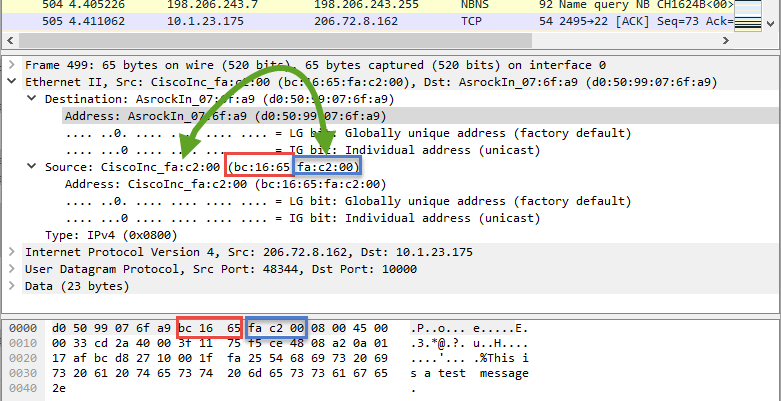 504 4.405226 198.206.243.7 198.206.243.255 NBNS 92 Name query NB CH1624B<00>
505 4.411062 10.1.23.175 206.72.8.162 TCP 54 2495→22 [ACK] Seq=73 Ack=
Frame 499: 65 bytes on wire (520 bits), 65 bytes captured (520 bits) on interface 0
Ethernet II, Src: CiscoInc_fa:c2:00 (bc:16:65:fa:c2:00), Dst: AsrockIn_07:6f:a9 (d0:50:99:07:6f:a9)
Destination: AsrockIn_07:6f:a9 (d0:50:99:07:6f:a9)
Address: AsrockIn_07:6f:a9 (d0:50:99:07:6f:a9)
.... ..0. .... .... .... .... = LG bit: Globally unique address (factory default)
.... ...0 .... .... .... .... = IG bit: Individual address (unicast)
Source: CiscoInc_fa:c2:00 (bc:16:65:fa:c2:00)
Address: CiscoInc_fa:c2:00 (bc:16:65:fa:c2:00)
.... ..0. .... .... .... .... = LG bit: Globally unique address (factory default)
.... ...0 .... .... .... .... = IG bit: Individual address (unicast)
Type: IPv4 (0x0800)
Internet Protocol Version 4, Src: 206.72.8.162, Dst: 10.1.23.175
User Datagram Protocol, Src Port: 48344, Dst Port: 10000
Data (23 bytes)
0000 d0 50 99 07 6f a9 bc 16 65 fa c2 00 08 00 45 00 .P..o... e.....E.
0010 00 33 cd 2a 40 00 3f 11 75 f5 ce 48 08 a2 0a 01 .3.*@.?. u..H....
0020 17 af bc d8 27 10 00 1f fa 25 54 68 69 73 20 69 ....'... .%This i
0030 73 20 61 20 74 65 73 74 20 6d 65 73 73 61 67 65 s a test message
0040 2e .